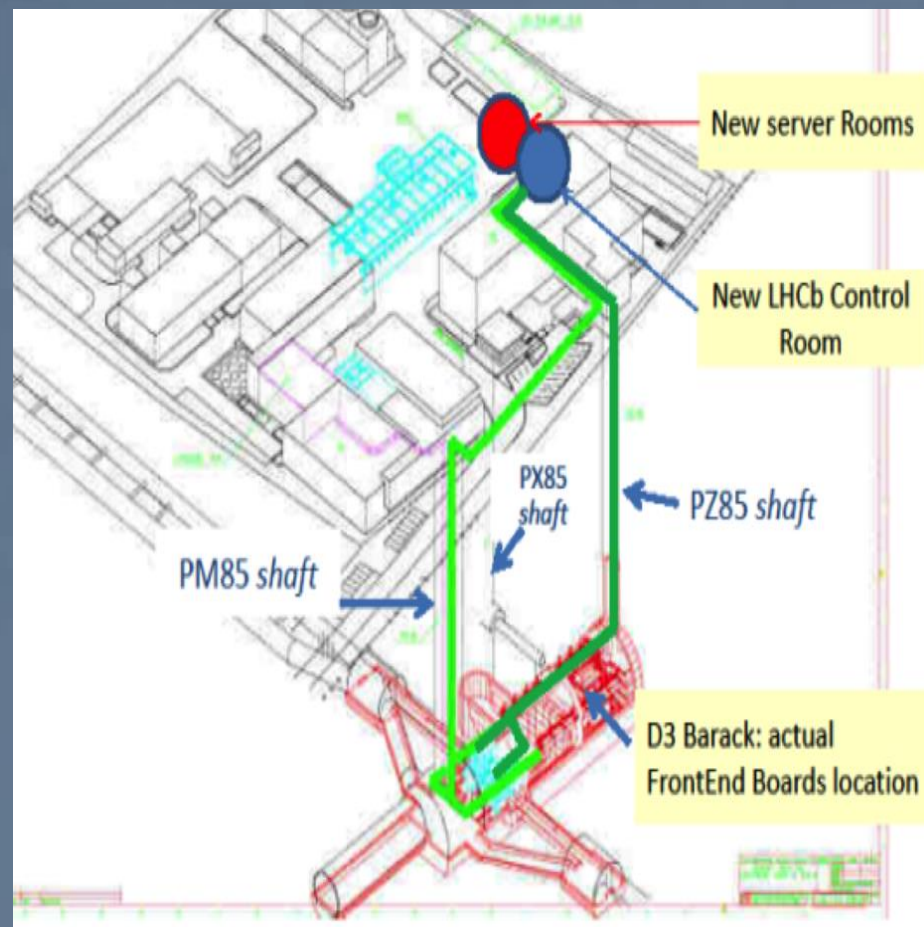 New server Rooms
New LHCb Control
Room
PX85
shaft
PZ85 shaft
PM85 shaft
D3 Barack: actual
FrontEnd Boards location